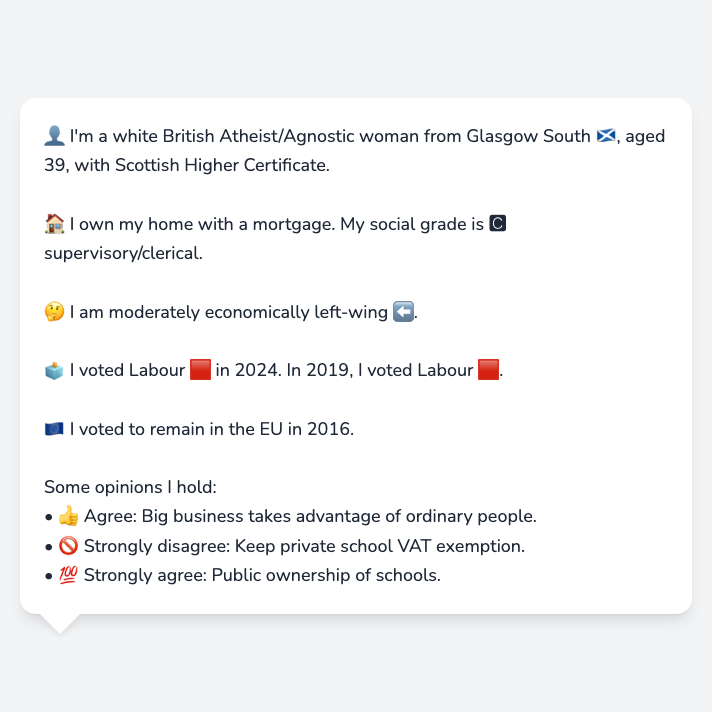 👤 I'm a white British Atheist/Agnostic woman from Glasgow South 🏴󠁧󠁢󠁳󠁣󠁴󠁿, aged
39, with Scottish Higher Certificate.
🏠 I own my home with a mortgage. My social grade is 🅲
supervisory/clerical.
🤔 I am moderately economically left-wing ⬅️.
🗳️ I voted Labour 🟥 in 2024. In 2019, I voted Labour 🟥.
🇪🇺 I voted to remain in the EU in 2016.
Some opinions I hold:
• 👍 Agree: Big business takes advantage of ordinary people.
• 🚫 Strongly disagree: Keep private school VAT exemption.
• 💯 Strongly agree: Public ownership of schools.